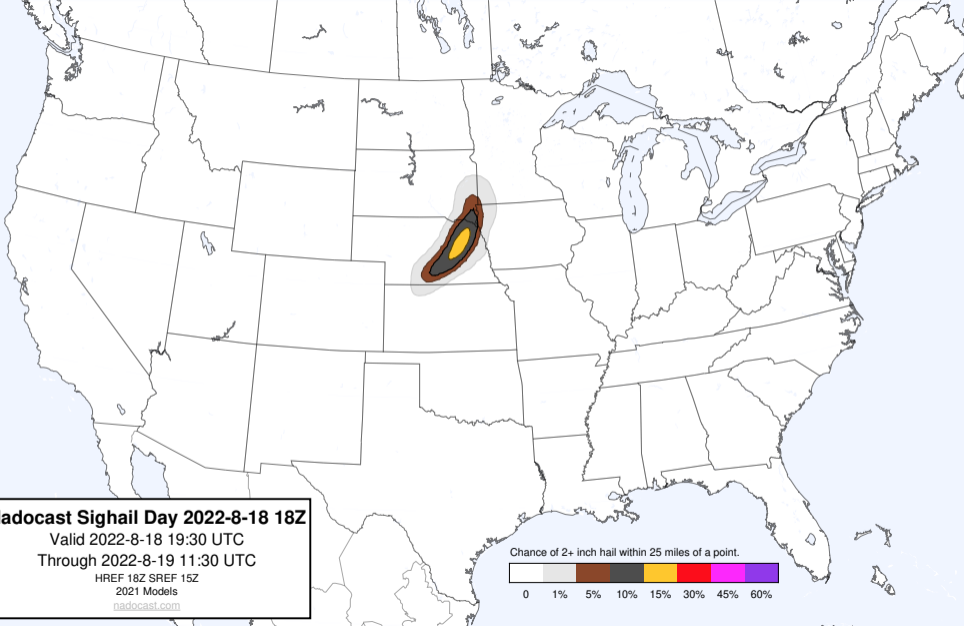 adocast Sighail Day 2022-8-18 18Z
Valid 2022-8-18 19:30 UTC
Through 2022-8-19 11:30 UTC
HREF 18Z SREF 15Z
2021 Models
nadocast.com
Chance of 2+ inch hail within 25 miles of a point.
0 1% 5% 10% 15% 30% 45% 60%